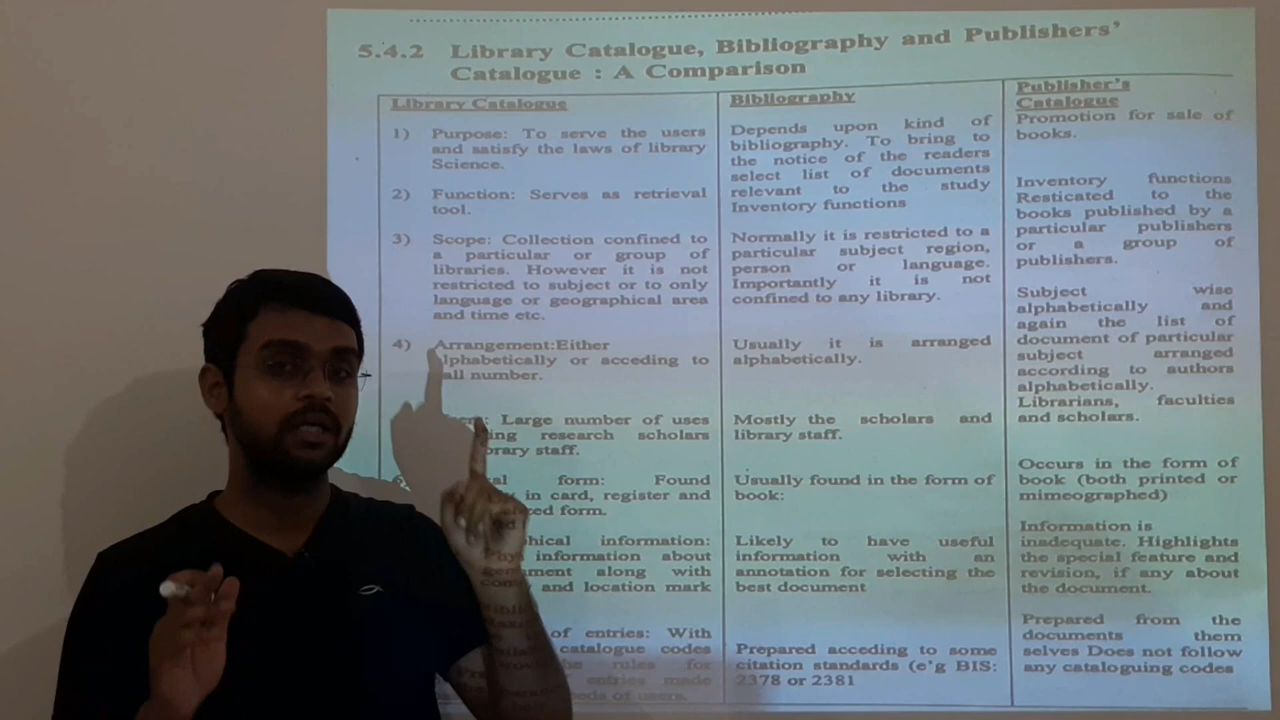 5.4.2 Library Catalogue, Bibliography and Publishers'
Catalogue : A Comparison
Library Catalogue
1) Purpose: To serve the users
and satisfy the laws of library
Science.
2) Function: Serves as retrieval
tool.
3) Scope: Collection confined to
a particular or group of
libraries. However it is not
restricted to subject or to only
language or geographical area
and time etc.
4) Arrangement:Either
alphabetically or acceding to
number.
Large number of uses
research scholars
staff.
form: Found
in card, register and
form.
information:
information about
along with
and location mark
of entries: With
catalogue codes
rules for
entries made
of users.
Bibliography
Depends upon kind of
bibliography. To bring to
the notice of the readers
select list of documents
relevant to the study
Inventory functions
Normally it is restricted to a
particular subject region,
person or language.
Importantly it is not
confined to any library.
Usually it is arranged
alphabetically.
Mostly the scholars and
library staff.
Usually found in the form of
book:
Likely to have useful
information with an
annotation for selecting the
best document
Prepared acceding to some
citation standards (e'g BIS:
2378 or 2381
Publisher's
Catalogue
Promotion for sale of
books.
Inventory functions
Resticated to the
books published by a
particular publishers
or a group of
publishers.
Subject wise
alphabetically and
again the list of
document of particular
subject arranged
according to authors
alphabetically.
Librarians, faculties
and scholars.
Occurs in the form of
book (both printed or
mimeographed)
Information is
inadequate. Highlights
the special feature and
revision, if any about
the document.
Prepared from the
documents them
selves Does not follow
any cataloguing codes